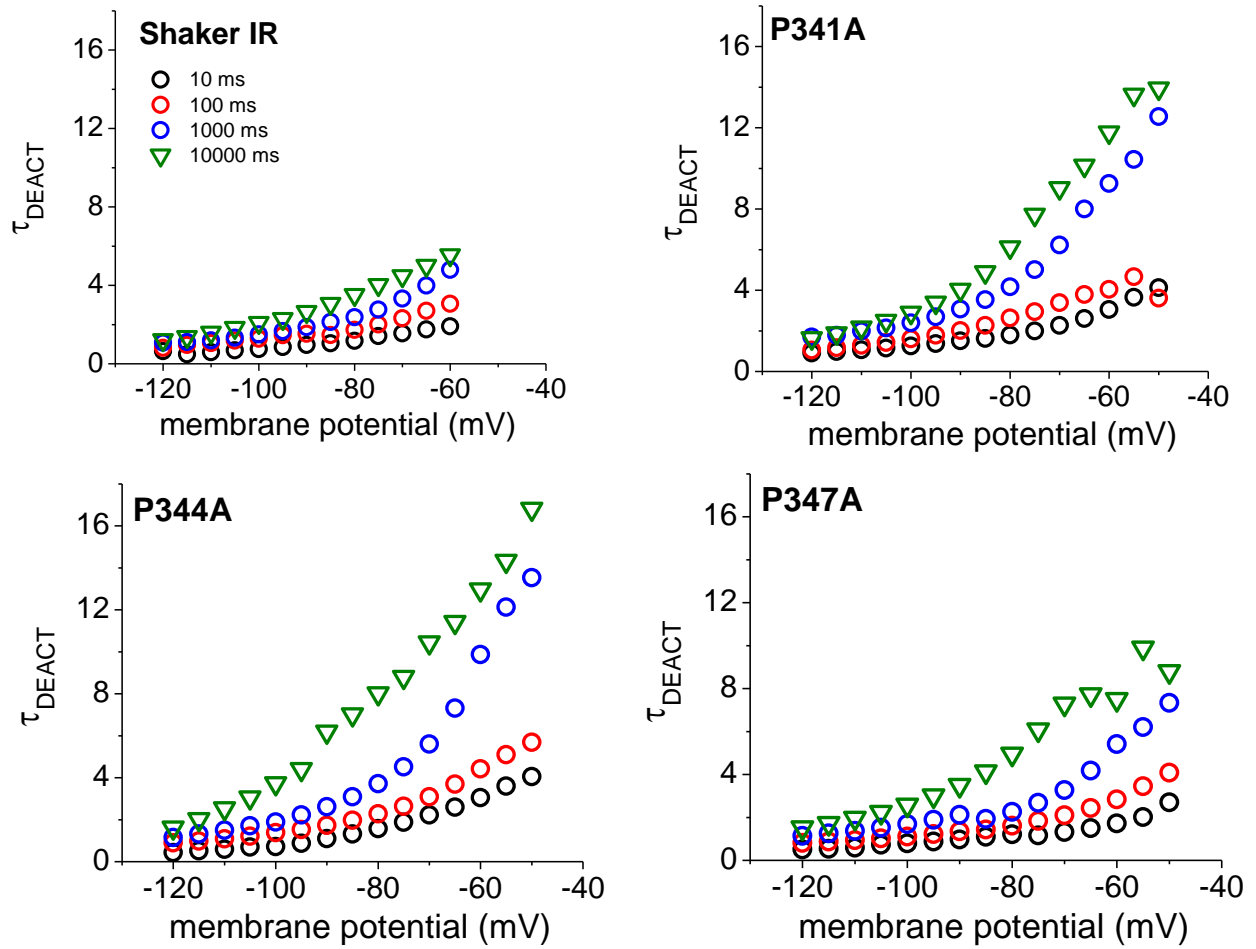 Shaker IR
10 ms
100 ms
1000 ms
10000 ms
16
12
8
4
0
τDEACT
-120 -100 -80 -60 -40
membrane potential (mV)
P341A
16
12
8
4
0
τDEACT
-120 -100 -80 -60 -40
membrane potential (mV)
P344A
16
12
8
4
0
τDEACT
-120 -100 -80 -60 -40
membrane potential (mV)
P347A
16
12
8
4
0
τDEACT
-120 -100 -80 -60 -40
membrane potential (mV)